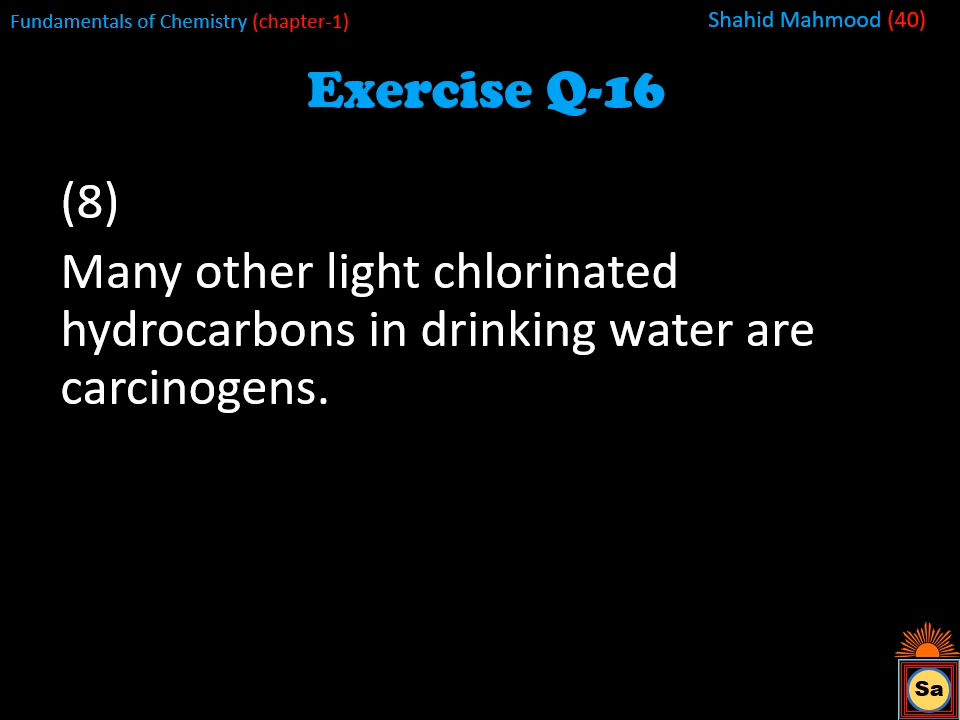 Fundamentals of Chemistry (chapter-1)
Shahid Mahmood (40)
Exercise Q-16
(8)
Many other light chlorinated
hydrocarbons in drinking water are
carcinogens.
Sa